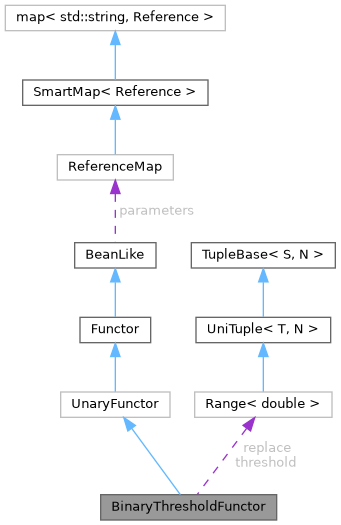 map< std::string, Reference >
SmartMap< Reference >
ReferenceMap
parameters
BeanLike
TupleBase< S, N >
Functor
UniTuple< T, N >
UnaryFunctor
Range< double >
replace
threshold
BinaryThresholdFunctor